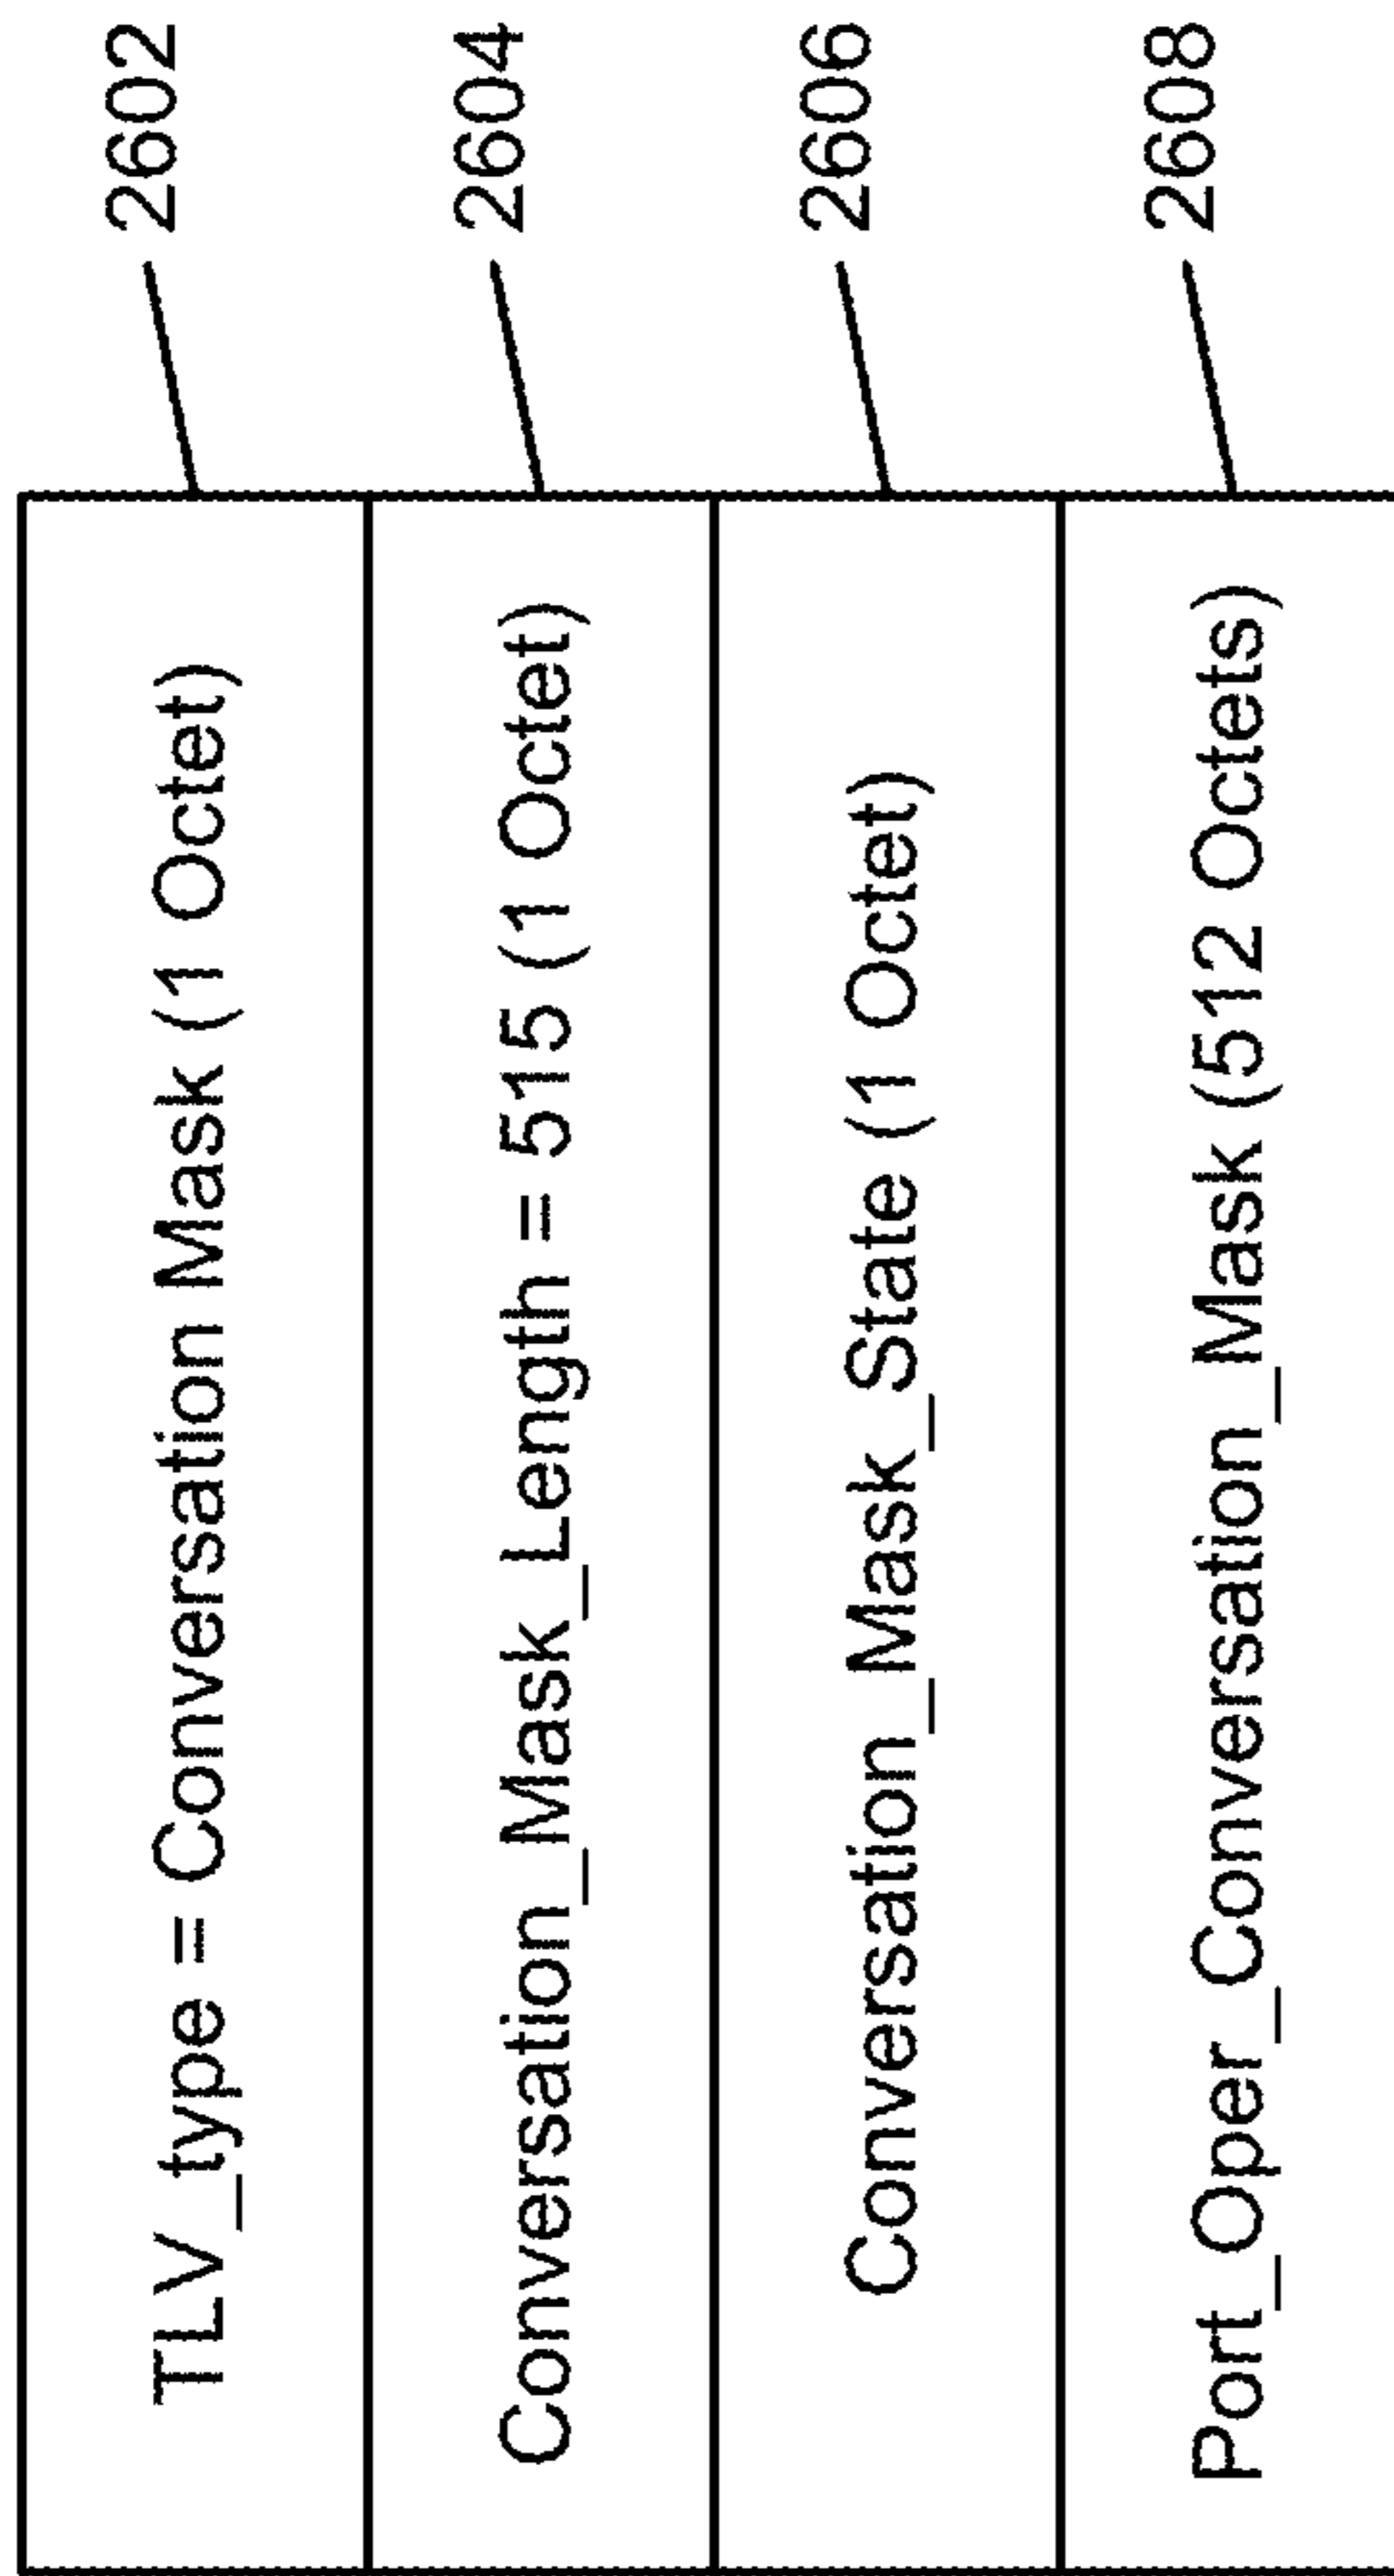 TLV_type = Conversation Mask (1 Octet) 2602
Conversation_Mask_Length = 515 (1 Octet) 2604
Conversation_Mask_State (1 Octet) 2606
Port_Oper_Conversation_Mask (512 Octets) 2608